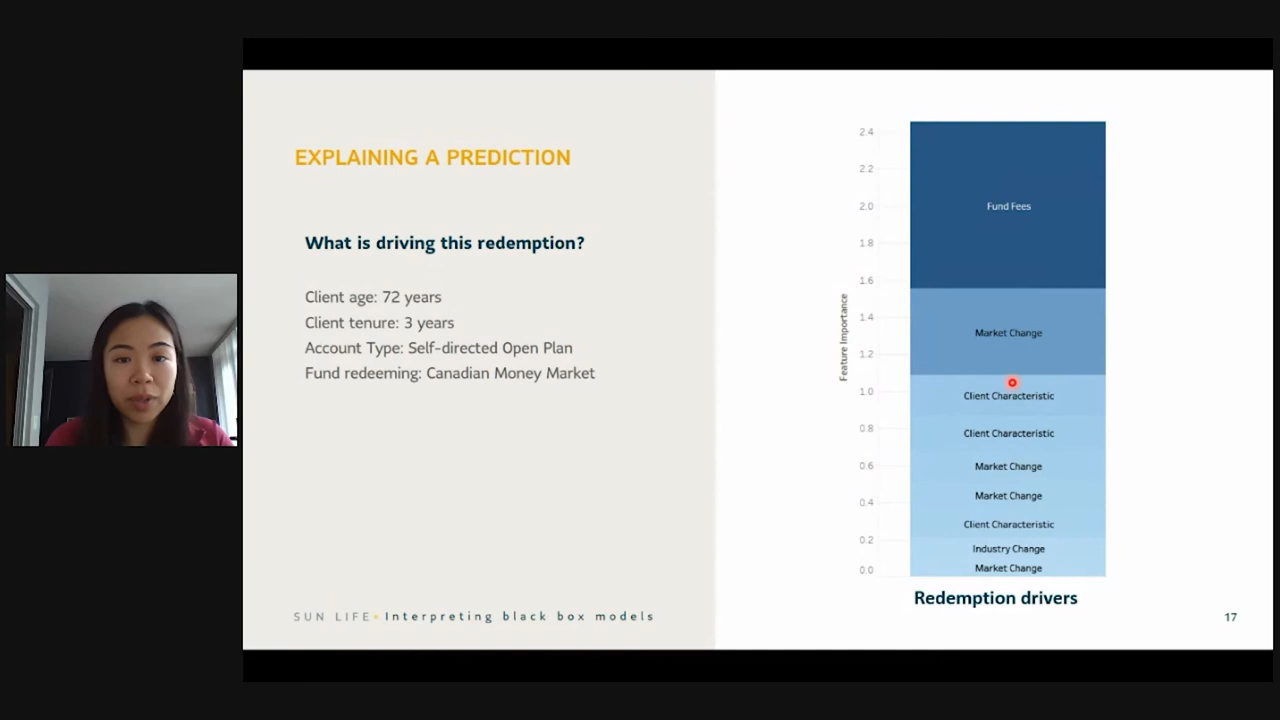 EXPLAINING A PREDICTION
What is driving this redemption?
Client age: 72 years
Client tenure: 3 years
Account Type: Self-directed Open Plan
Fund redeeming: Canadian Money Market
SUN LIFE • Interpreting black box models
2.4
2.2
2.0
1.8
1.6
1.4
1.2
1.0
0.8
0.6
0.4
0.2
0.0
Feature Importance
Fund Fees
Market Change
Client Characteristic
Client Characteristic
Market Change
Market Change
Client Characteristic
Industry Change
Market Change
Redemption drivers
17